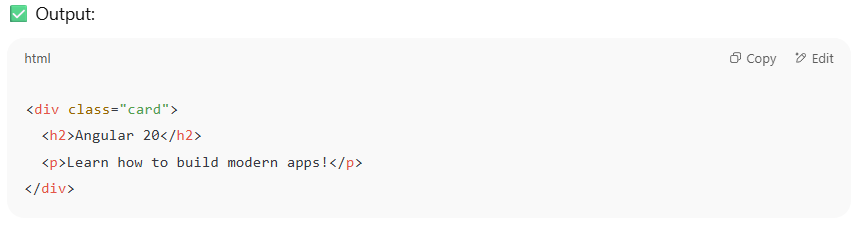 ✅ Output:
html
Copy
Edit
<div class="card">
  <h2>Angular 20</h2>
  <p>Learn how to build modern apps!</p>
</div>